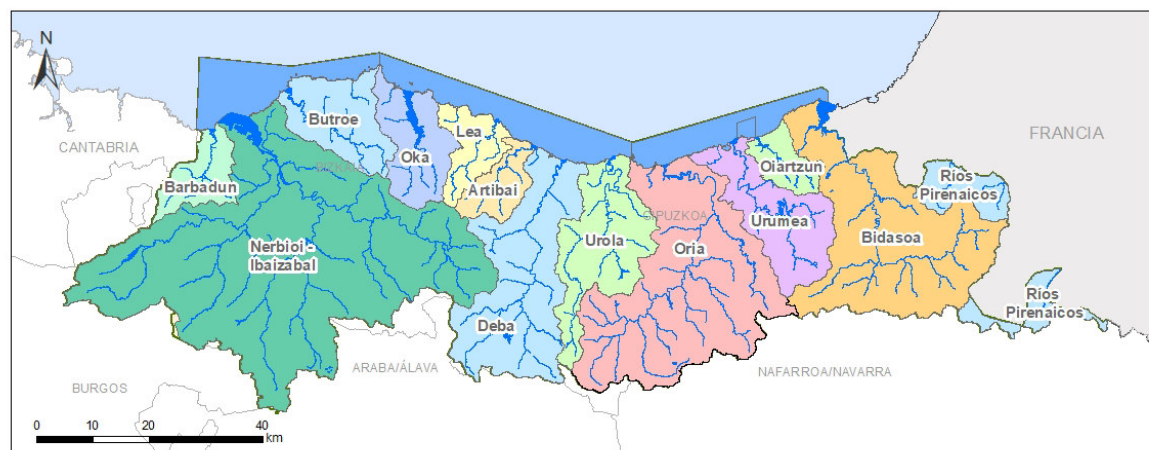 N
CANTABRIA
FRANCIA
Butroe
Lea
Oka
Artibai
Barbadun
BIZKAIA
Nerbioi -
Ibaizabal
Deba
Urola
GIPUZKOA
Oria
Urumea
Oiartzun
Bidasoa
Ríos
Pirenaicos
Ríos
Pirenaicos
BURGOS
ARABA/ÁLAVA
NAFARROA/NAVARRA
0 10 20 40
km